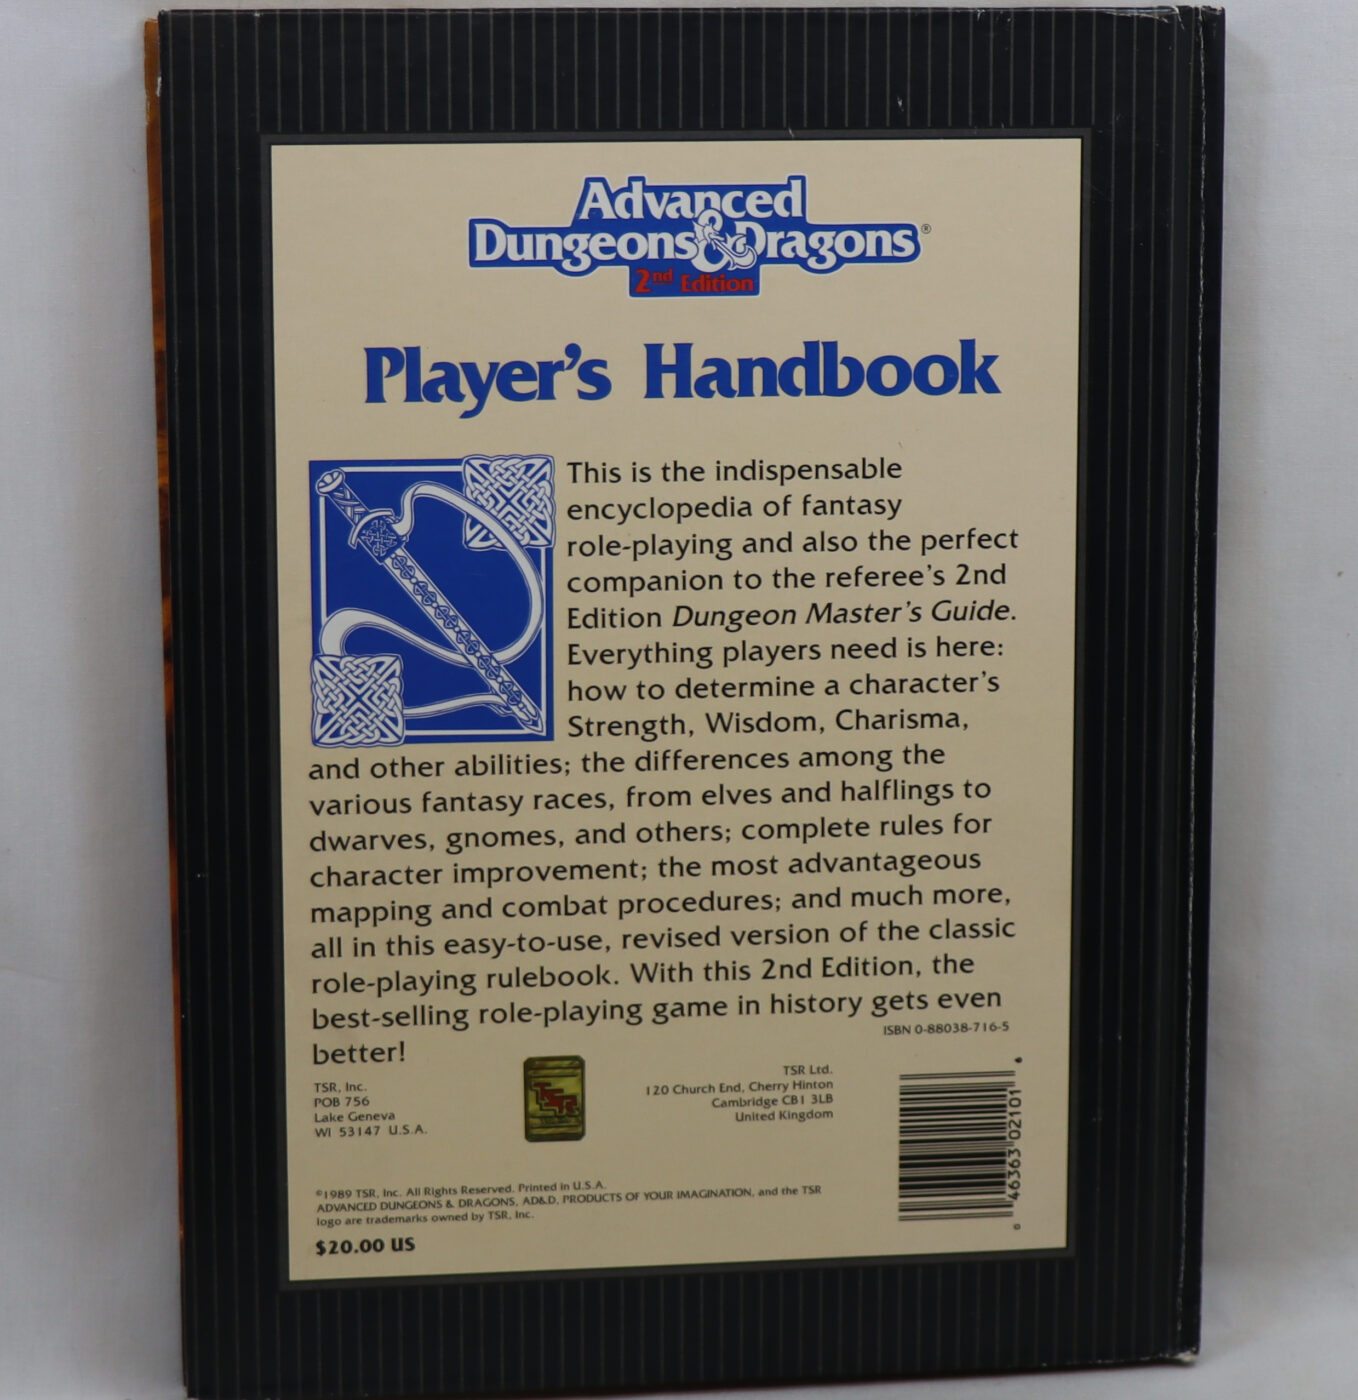 Advanced
Dungeons & Dragons®
2nd Edition
Player's Handbook
This is the indispensable
encyclopedia of fantasy
role-playing and also the perfect
companion to the referee's 2nd
Edition Dungeon Master's Guide.
Everything players need is here:
how to determine a character's
Strength, Wisdom, Charisma,
and other abilities; the differences among the
various fantasy races, from elves and halflings to
dwarves, gnomes, and others; complete rules for
character improvement; the most advantageous
mapping and combat procedures; and much more,
all in this easy-to-use, revised version of the classic
role-playing rulebook. With this 2nd Edition, the
best-selling role-playing game in history gets even
better!
ISBN 0-88038-716-5
TSR, Inc.
POB 756
Lake Geneva
WI 53147 U.S.A.
TSR
TSR Ltd.
120 Church End, Cherry Hinton
Cambridge CB1 3LB
United Kingdom
0 46363 02101 6
©1989 TSR, Inc. All Rights Reserved. Printed in U.S.A.
ADVANCED DUNGEONS & DRAGONS, AD&D, PRODUCTS OF YOUR IMAGINATION, and the TSR
logo are trademarks owned by TSR, Inc.
$20.00 US